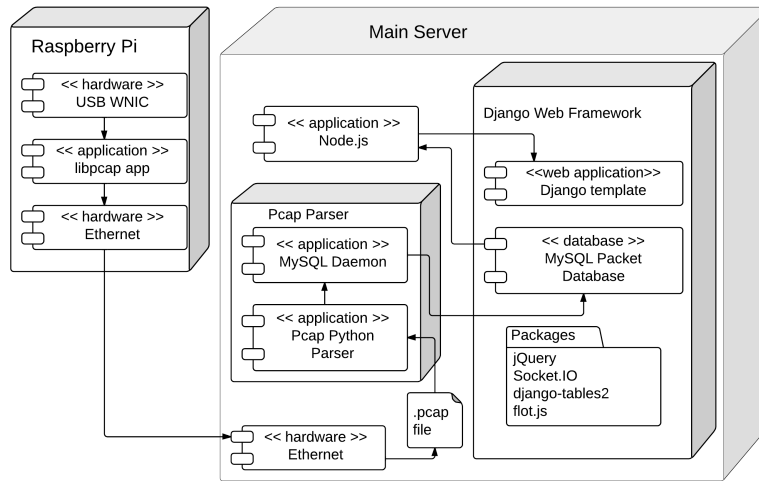 Raspberry Pi
<< hardware >>
USB WNIC
<< application >>
libpcap app
<< hardware >>
Ethernet
Main Server
<< application >>
Node.js
Pcap Parser
<< application >>
MySQL Daemon
<< application >>
Pcap Python
Parser
.pcap
file
<< hardware >>
Ethernet
Django Web Framework
<<web application>>
Django template
<< database >>
MySQL Packet
Database
Packages
jQuery
Socket.IO
django-tables2
flot.js